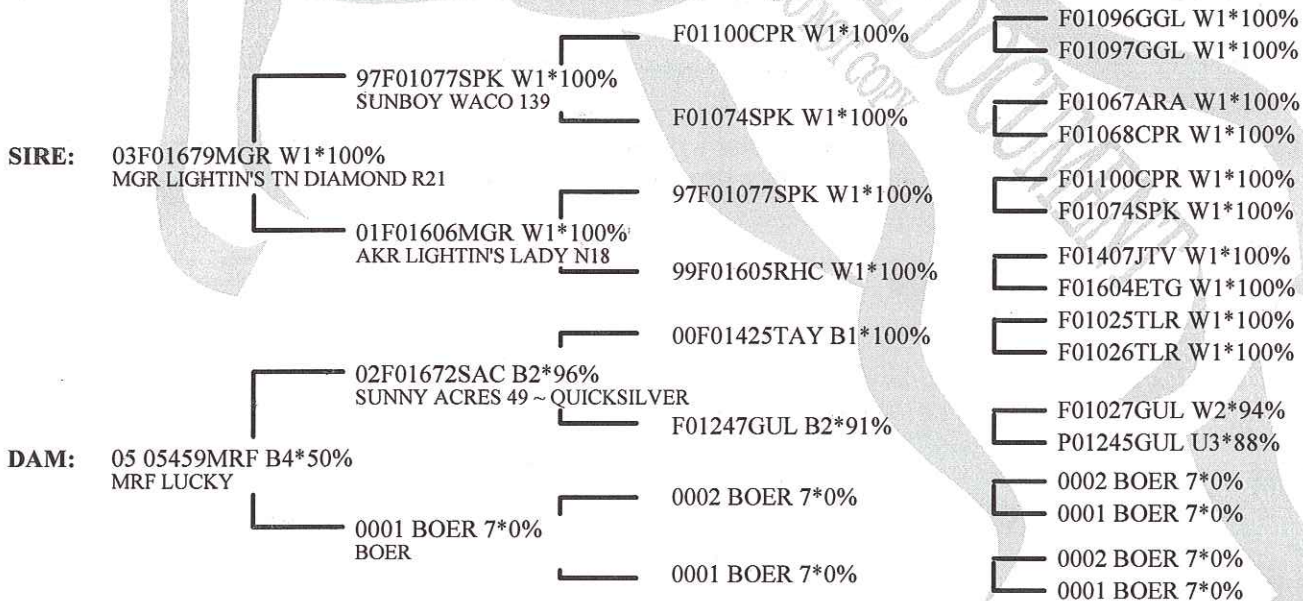 F01096GGL W1*100%
F01100CPR W1*100%
F01097GGL W1*100%
97F01077SPK W1*100%
SUNBOY WACO 139
F01067ARA W1*100%
F01074SPK W1*100%
F01068CPR W1*100%
SIRE: 03F01679MGR W1*100%
MGR LIGHTIN'S TN DIAMOND R21
F01100CPR W1*100%
97F01077SPK W1*100%
F01074SPK W1*100%
01F01606MGR W1*100%
AKR LIGHTIN'S LADY N18
F01407JTV W1*100%
99F01605RHC W1*100%
F01604ETG W1*100%
F01025TLR W1*100%
00F01425TAY B1*100%
F01026TLR W1*100%
02F01672SAC B2*96%
SUNNY ACRES 49 ~ QUICKSILVER
F01027GUL W2*94%
F01247GUL B2*91%
P01245GUL U3*88%
DAM: 05 05459MRF B4*50%
MRF LUCKY
0002 BOER 7*0%
0002 BOER 7*0%
0001 BOER 7*0%
0001 BOER 7*0%
BOER
0002 BOER 7*0%
0001 BOER 7*0%
0001 BOER 7*0%
DOCUMENT
NOT COPY